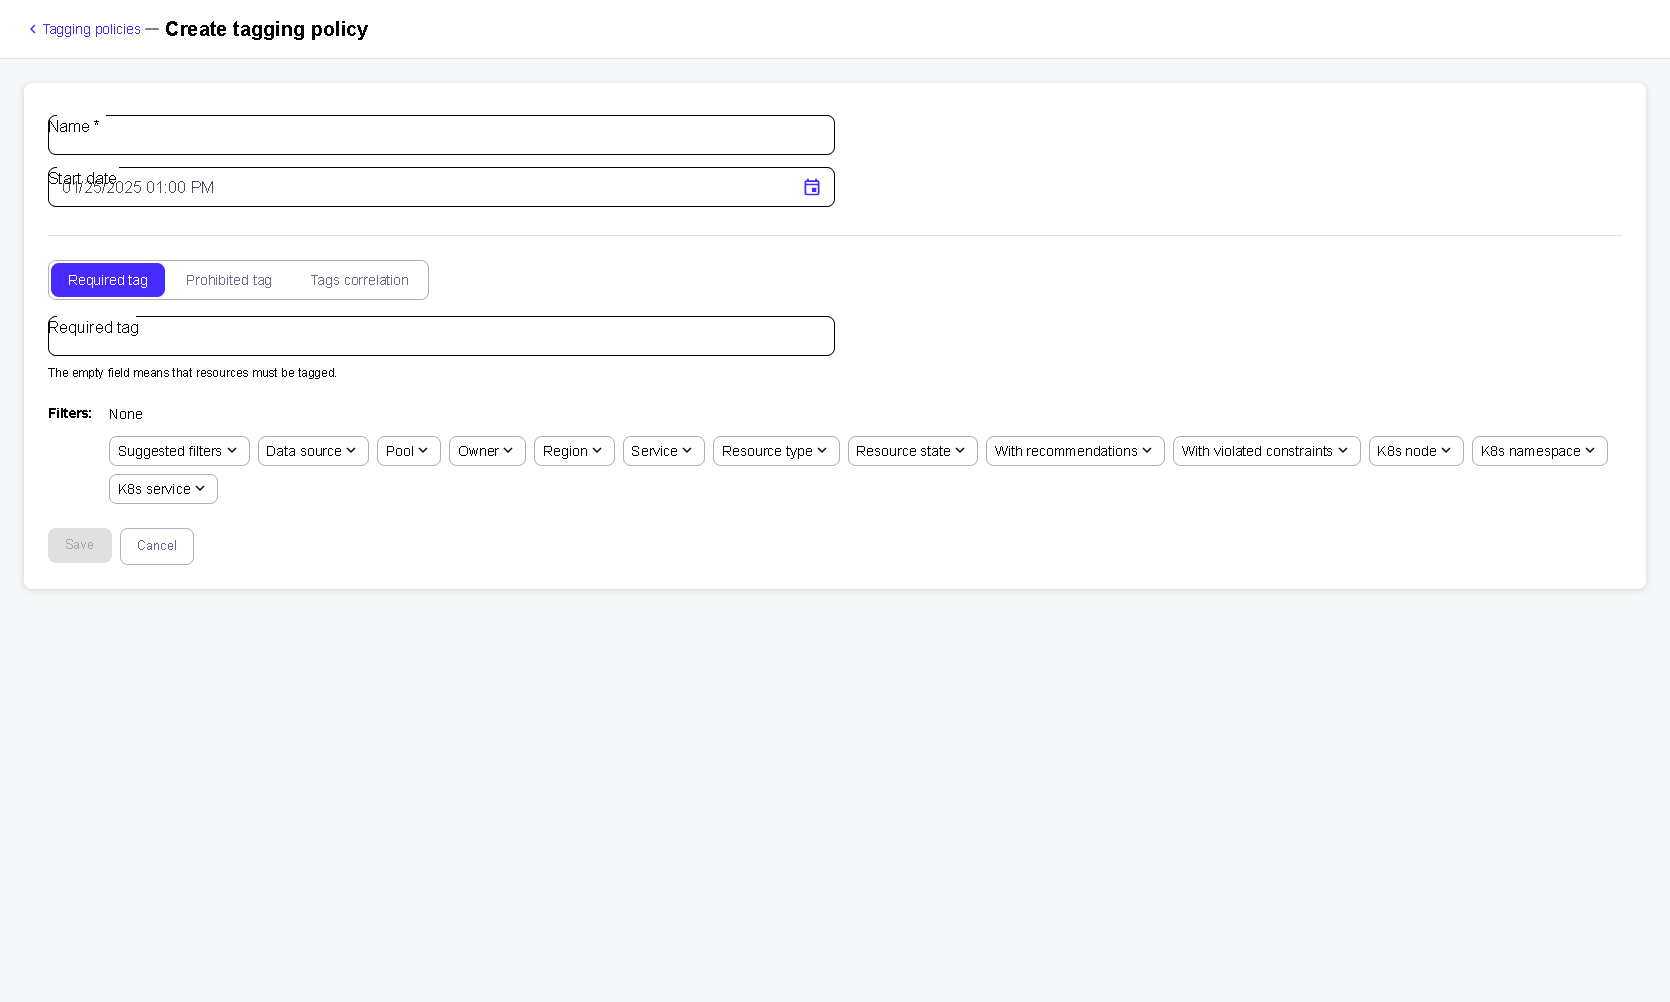 Tagging policies — Create tagging policy
Name *
Start date
01/25/2025 01:00 PM
Required tag
Prohibited tag
Tags correlation
Required tag
The empty field means that resources must be tagged.
Filters: None
Suggested filters
Data source
Pool
Owner
Region
Service
Resource type
Resource state
With recommendations
With violated constraints
K8s node
K8s namespace
K8s service
Save
Cancel